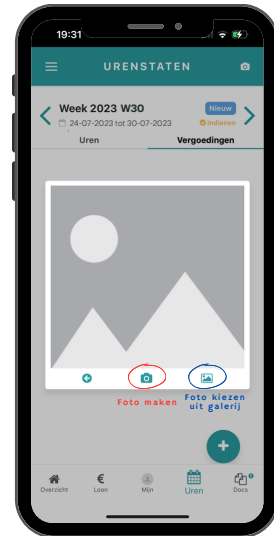 19:31
URENSTATEN
Week 2023 W30
Nieuw
24-07-2023 tot 30-07-2023
Indienen
Uren
Vergoedingen
Foto maken
Foto kiezen
uit galerij
+
Overzicht
€
Loon
Mijn
Uren
Docs